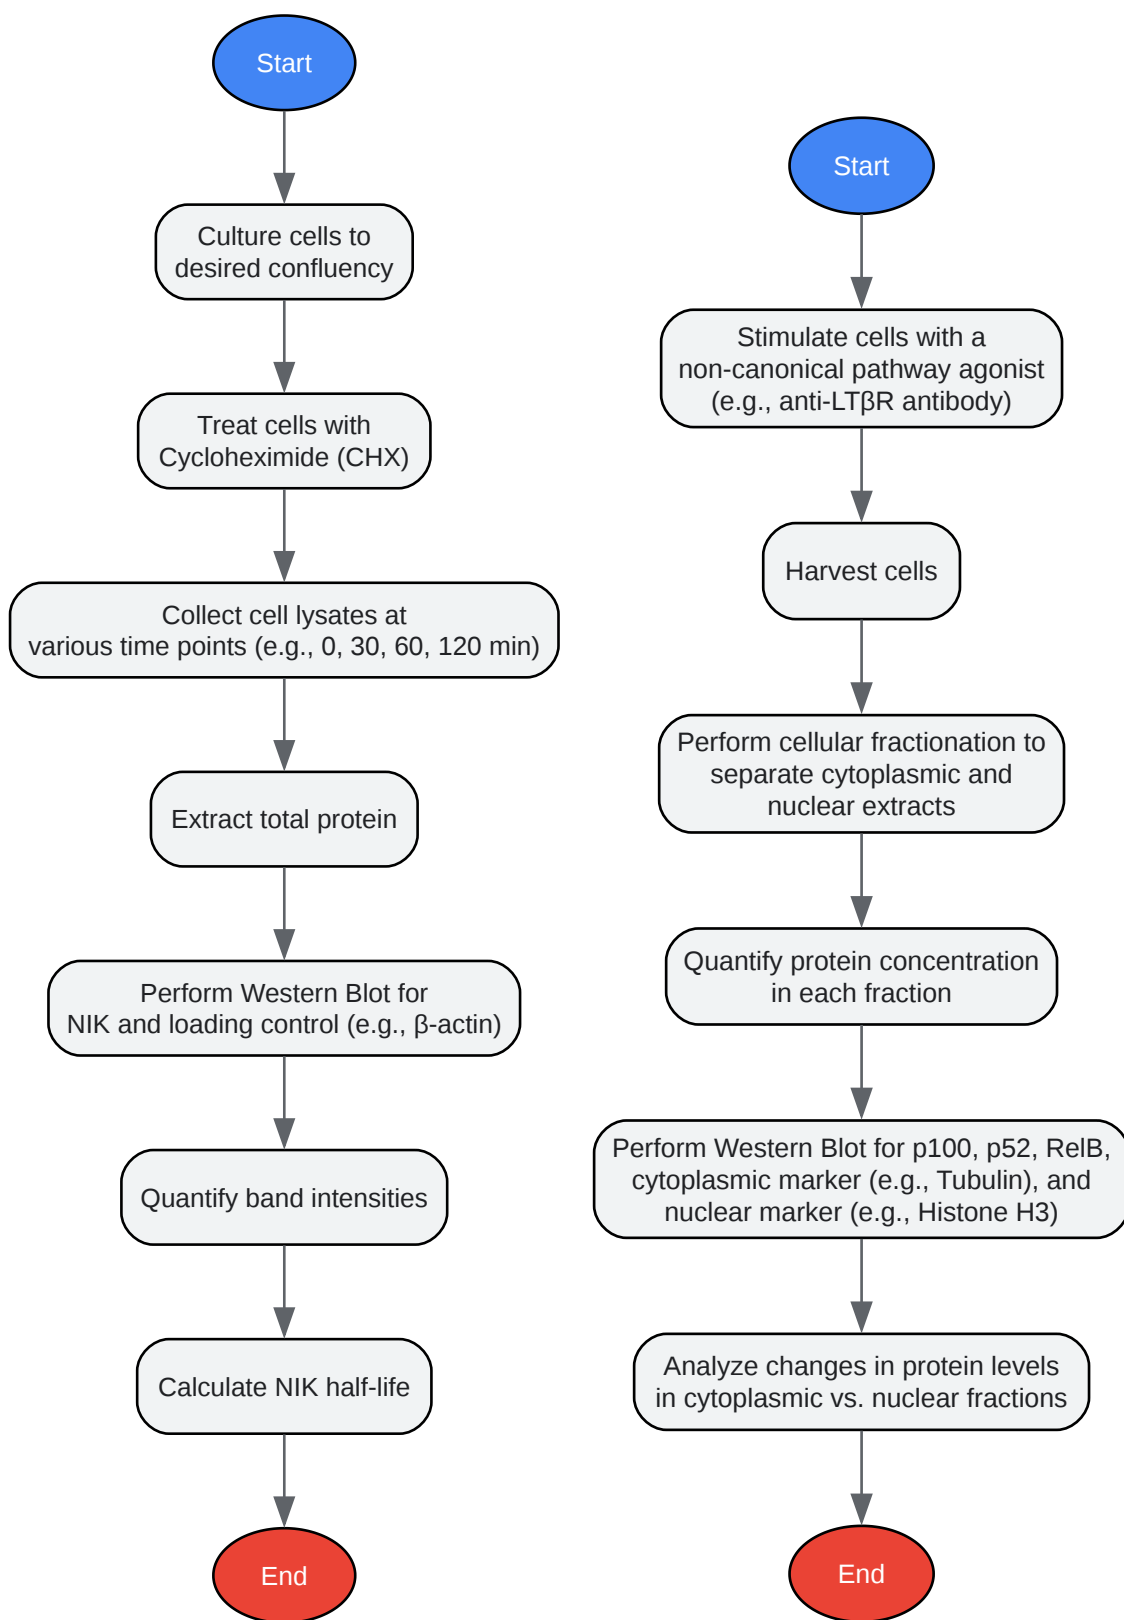 Start
Culture cells to
desired confluency
Treat cells with
Cycloheximide (CHX)
Collect cell lysates at
various time points (e.g., 0, 30, 60, 120 min)
Extract total protein
Perform Western Blot for
NIK and loading control (e.g., β-actin)
Quantify band intensities
Calculate NIK half-life
End
Start
Stimulate cells with a
non-canonical pathway agonist
(e.g., anti-LTβR antibody)
Harvest cells
Perform cellular fractionation to
separate cytoplasmic and
nuclear extracts
Quantify protein concentration
in each fraction
Perform Western Blot for p100, p52, RelB,
cytoplasmic marker (e.g., Tubulin), and
nuclear marker (e.g., Histone H3)
Analyze changes in protein levels
in cytoplasmic vs. nuclear fractions
End